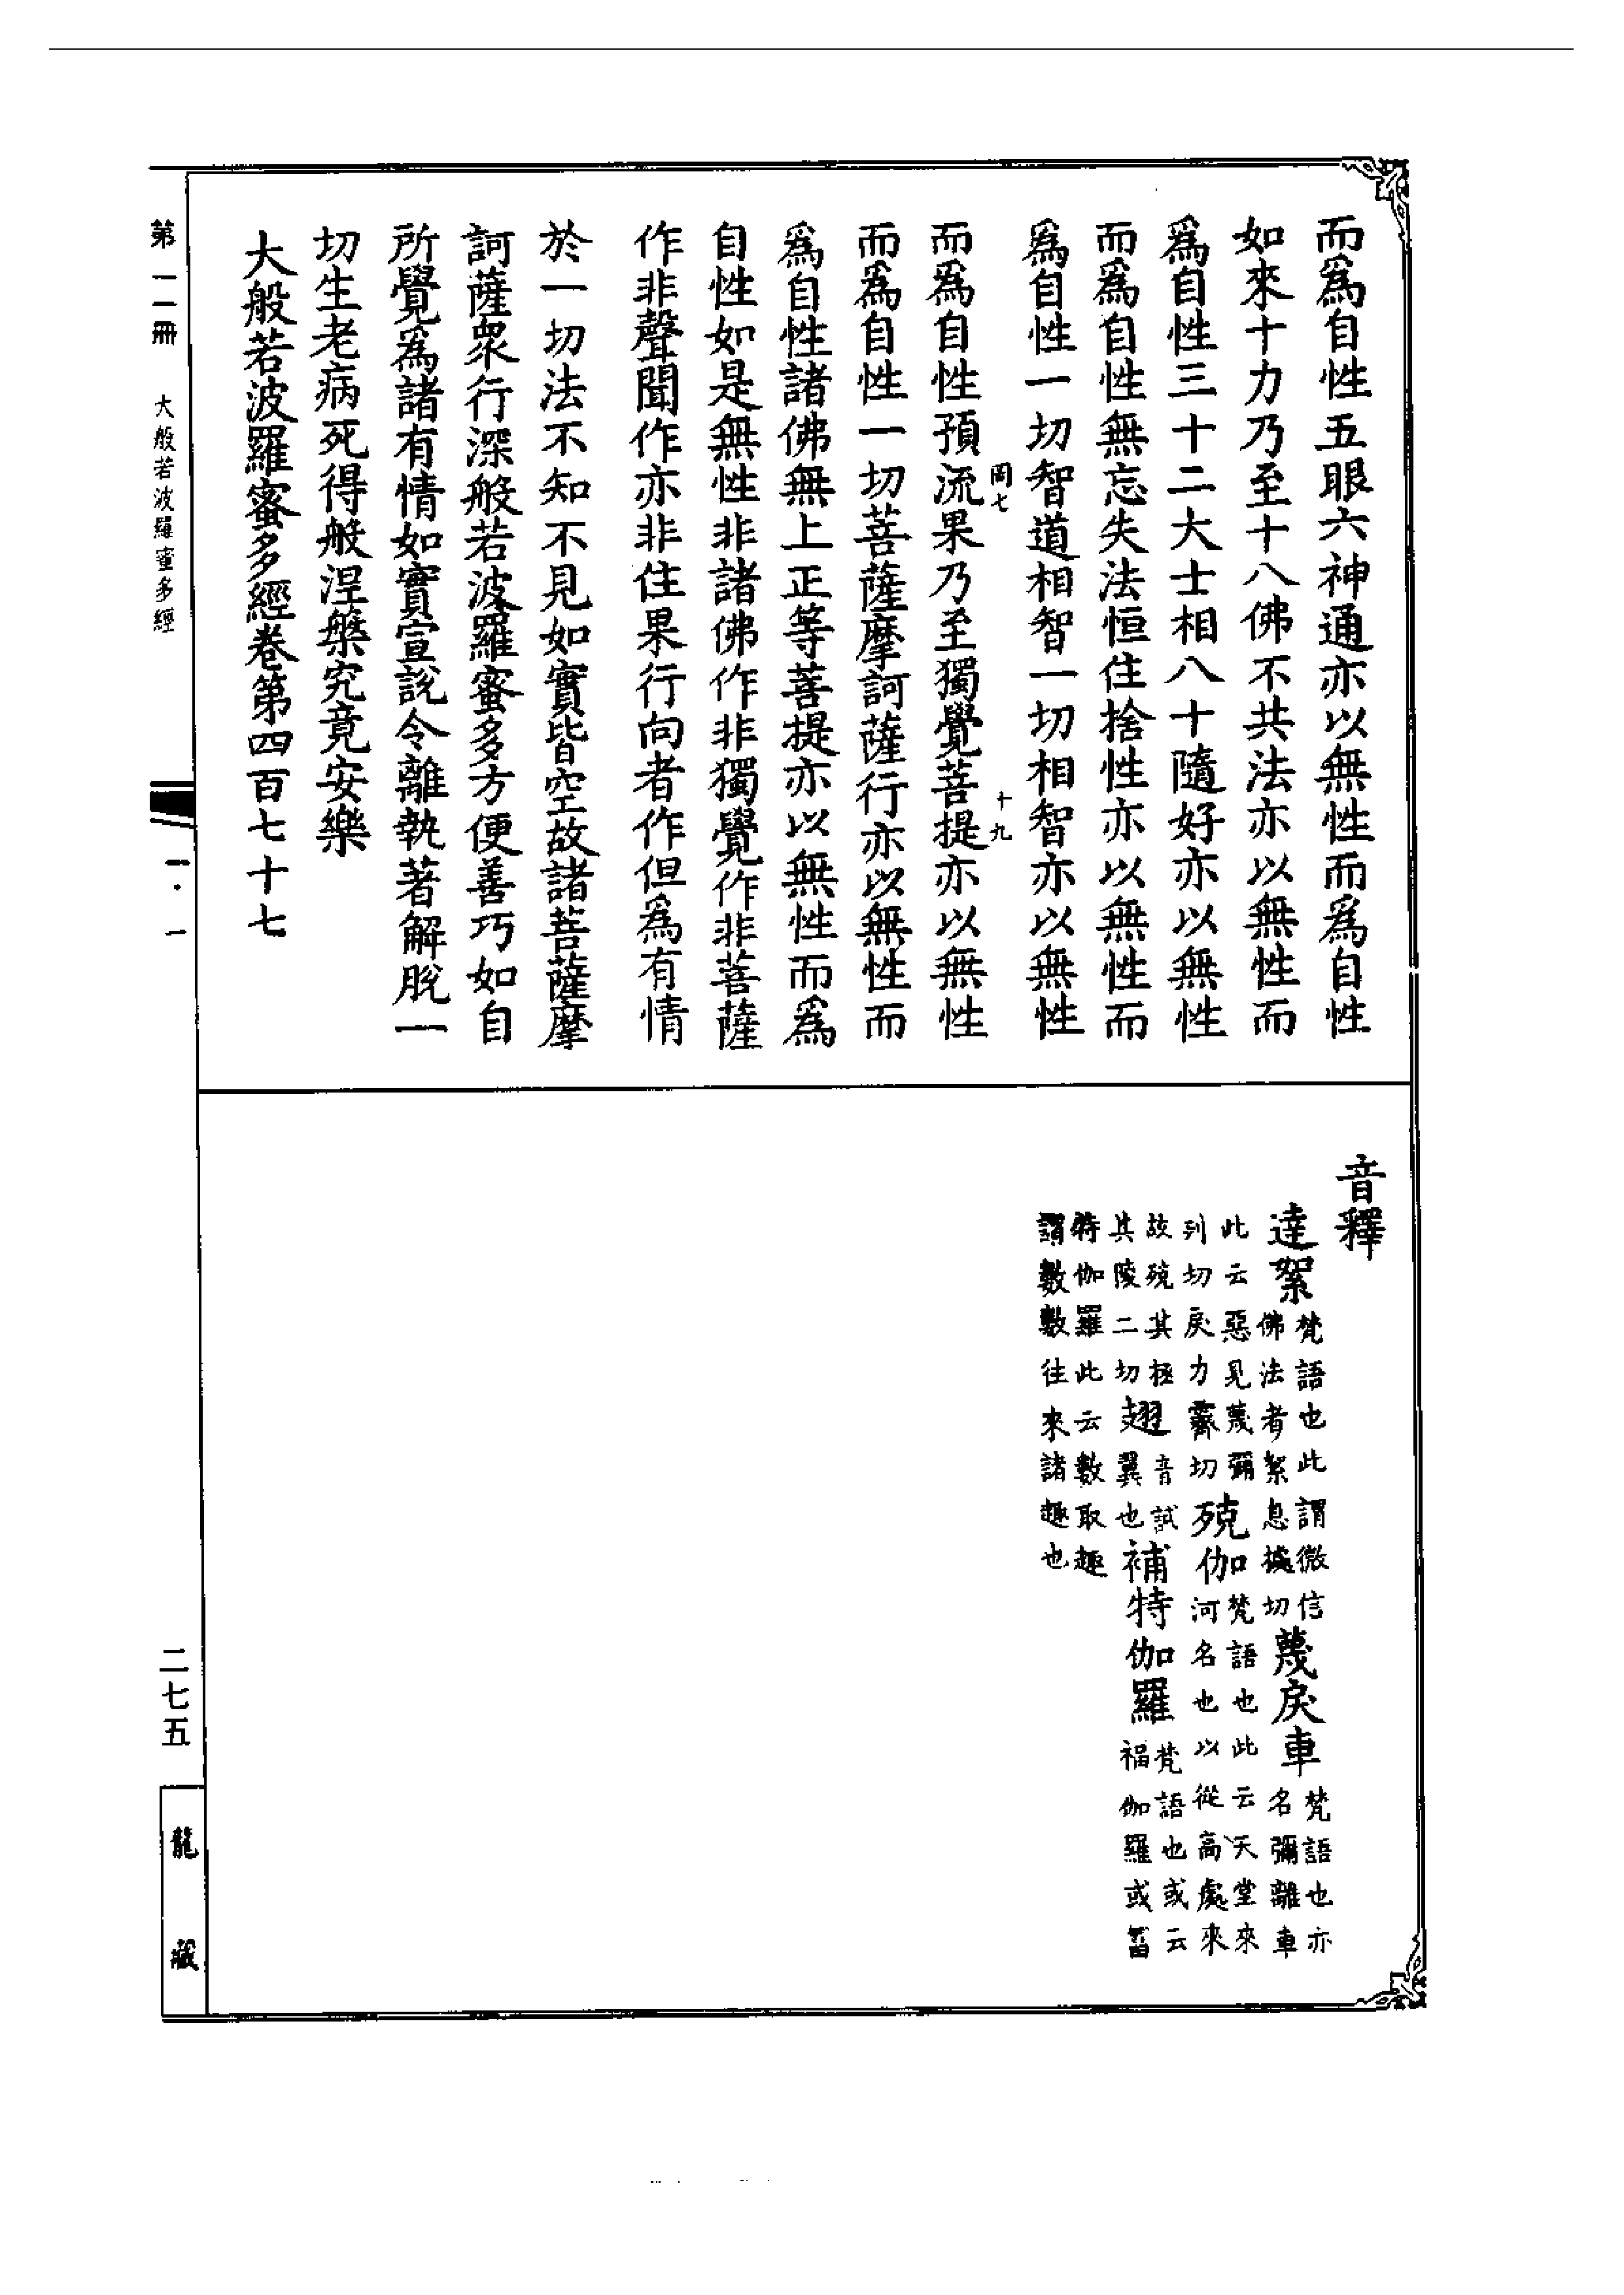 而爲自性五眼六神通亦以無性而爲自性
如來十力乃至十八佛不共法亦以無性而
爲自性三十二大士相八十隨好亦以無性
而爲自性無忘失法恒住捨性亦以無性而
爲自性一切智道相智一切相智亦以無性
岡七
十九
而爲自性預流果乃至獨覺菩提亦以無性
而爲自性一切菩薩摩訶薩行亦以無性而
爲自性諸佛無上正等菩提亦以無性而爲
自性如是無性非諸佛作非獨覺作非菩薩
作非聲聞作亦非住果行向者作但爲有情
於一切法不知不見如實皆空故諸菩薩摩
訶薩衆行深般若波羅蜜多方便善巧如自
所覺爲諸有情如實宣說令離執著解脫一
切生老病死得般涅槃究竟安樂
大般若波羅蜜多經卷第四百七十七
音釋
達絮
梵語也此謂微信
佛法者絮息據切
蔑戾車
梵語也亦
名彌離車
此云惡見蔑彌
列切戾力霽切
殑伽
梵語也此云天堂來
河名也以從高處來
故殑其拯
其陵二切
翅
音試
翼也
補特伽羅
梵語也或云
福伽羅或富
特伽羅此云數取趣
謂數數往來諸趣也
第一二冊
大般若波羅蜜多經
一·一
二七五
龍藏